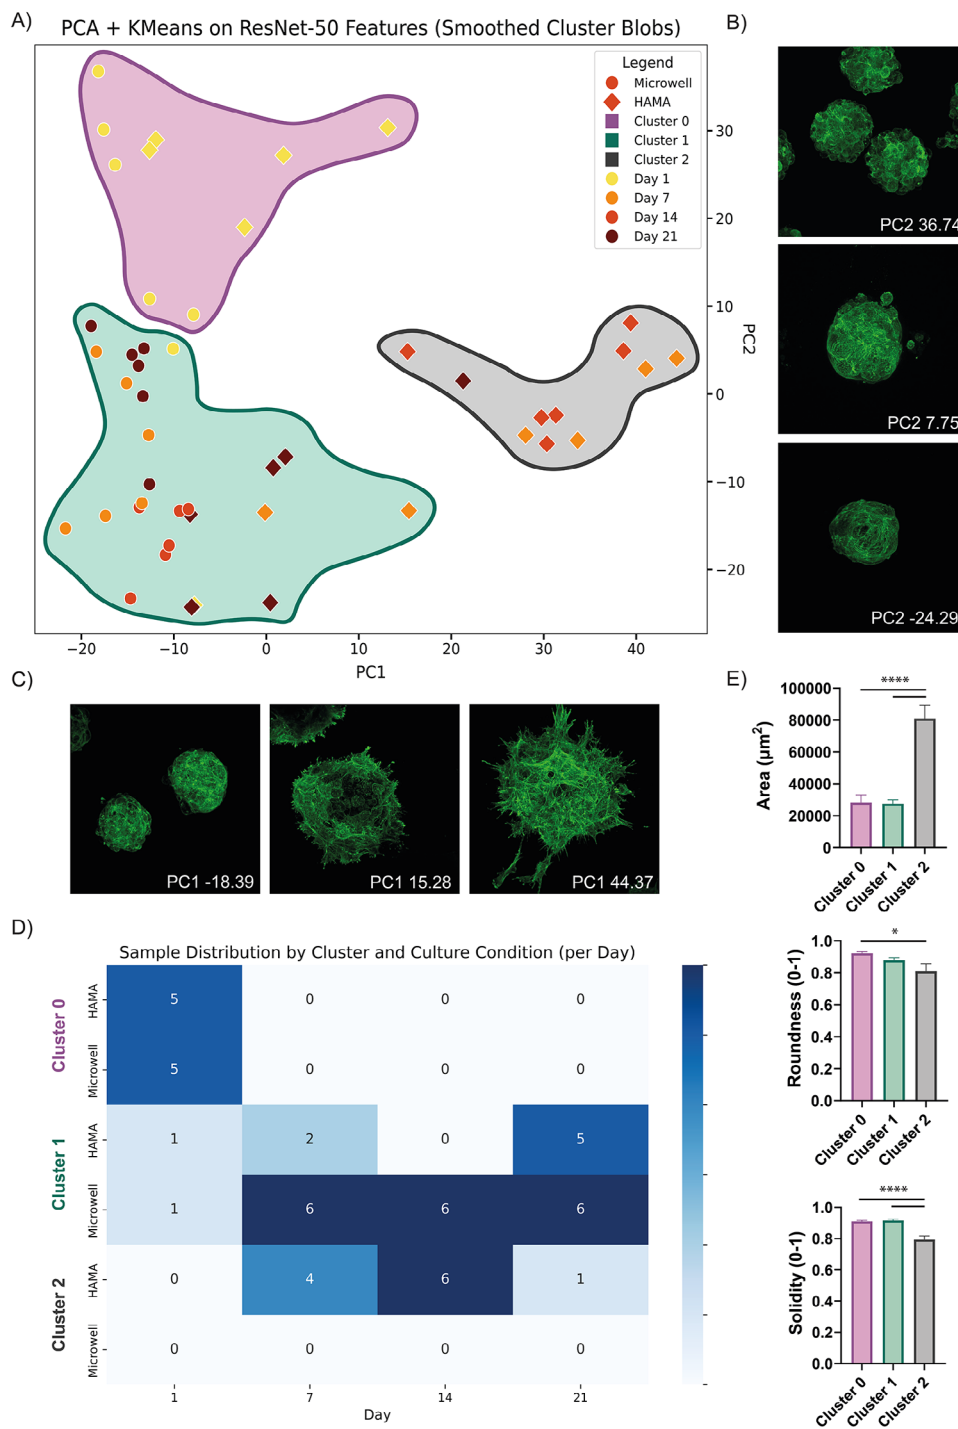 A)
PCA + KMeans on ResNet-50 Features (Smoothed Cluster Blobs)
Legend
Microwell
HAMA
Cluster 0
Cluster 1
Cluster 2
Day 1
Day 7
Day 14
Day 21
30
20
10
0
−10
−20
PC2
−20
−10
0
10
20
30
40
PC1
B)
PC2 36.74
PC2 7.75
PC2 -24.29
C)
PC1 -18.39
PC1 15.28
PC1 44.37
D)
Sample Distribution by Cluster and Culture Condition (per Day)
Cluster 0
HAMA
5
0
0
0
Microwell
5
0
0
0
Cluster 1
HAMA
1
2
0
5
Microwell
1
6
6
6
Cluster 2
HAMA
0
4
6
1
Microwell
0
0
0
0
1
7
14
21
Day
E)
****
100000
80000
60000
40000
20000
0
Area (μm²)
Cluster 0
Cluster 1
Cluster 2
*
1.0
0.8
0.6
0.4
0.2
0.0
Roundness (0-1)
Cluster 0
Cluster 1
Cluster 2
****
1.0
0.8
0.6
0.4
0.2
0.0
Solidity (0-1)
Cluster 0
Cluster 1
Cluster 2